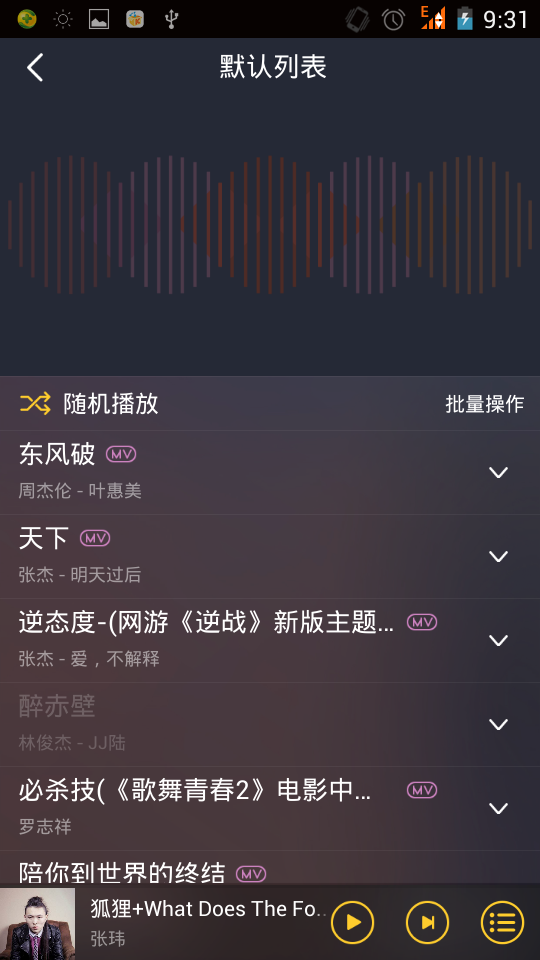 E
9:31
默认列表
随机播放
批量操作
东风破 MV
周杰伦 - 叶惠美
天下 MV
张杰 - 明天过后
逆态度-(网游《逆战》新版主题... MV
张杰 - 爱，不解释
醉赤壁
林俊杰 - JJ陆
必杀技(《歌舞青春2》电影中... MV
罗志祥
陪你到世界的终结 MV
狐狸+What Does The Fo..
张玮